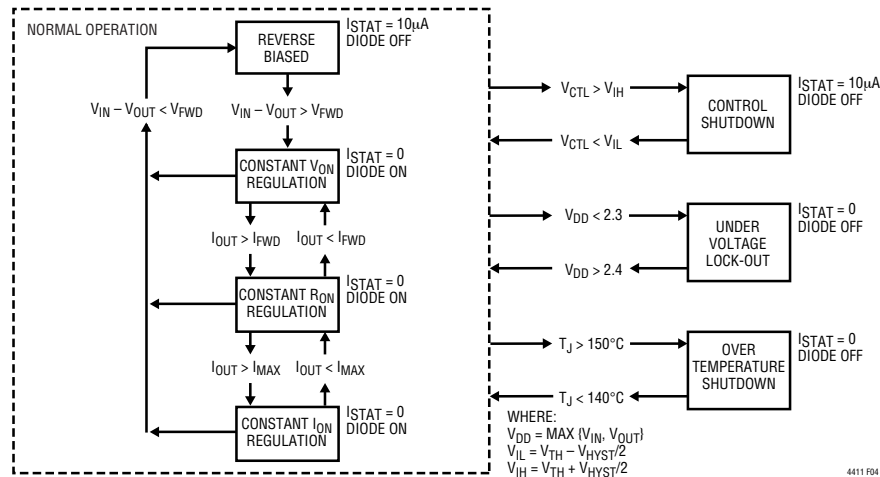 NORMAL OPERATION
REVERSE
BIASED
ISTAT = 10µA
DIODE OFF
VIN – VOUT < VFWD
VIN – VOUT > VFWD
CONSTANT VON
REGULATION
ISTAT = 0
DIODE ON
IOUT > IFWD
IOUT < IFWD
CONSTANT RON
REGULATION
ISTAT = 0
DIODE ON
IOUT > IMAX
IOUT < IMAX
CONSTANT ION
REGULATION
ISTAT = 0
DIODE ON
VCTL > VIH
VCTL < VIL
CONTROL
SHUTDOWN
ISTAT = 10µA
DIODE OFF
VDD < 2.3
VDD > 2.4
UNDER
VOLTAGE
LOCK-OUT
ISTAT = 0
DIODE OFF
TJ > 150°C
TJ < 140°C
OVER
TEMPERATURE
SHUTDOWN
ISTAT = 0
DIODE OFF
WHERE:
VDD = MAX {VIN, VOUT}
VIL = VTH – VHYST/2
VIH = VTH + VHYST/2
4411 F04